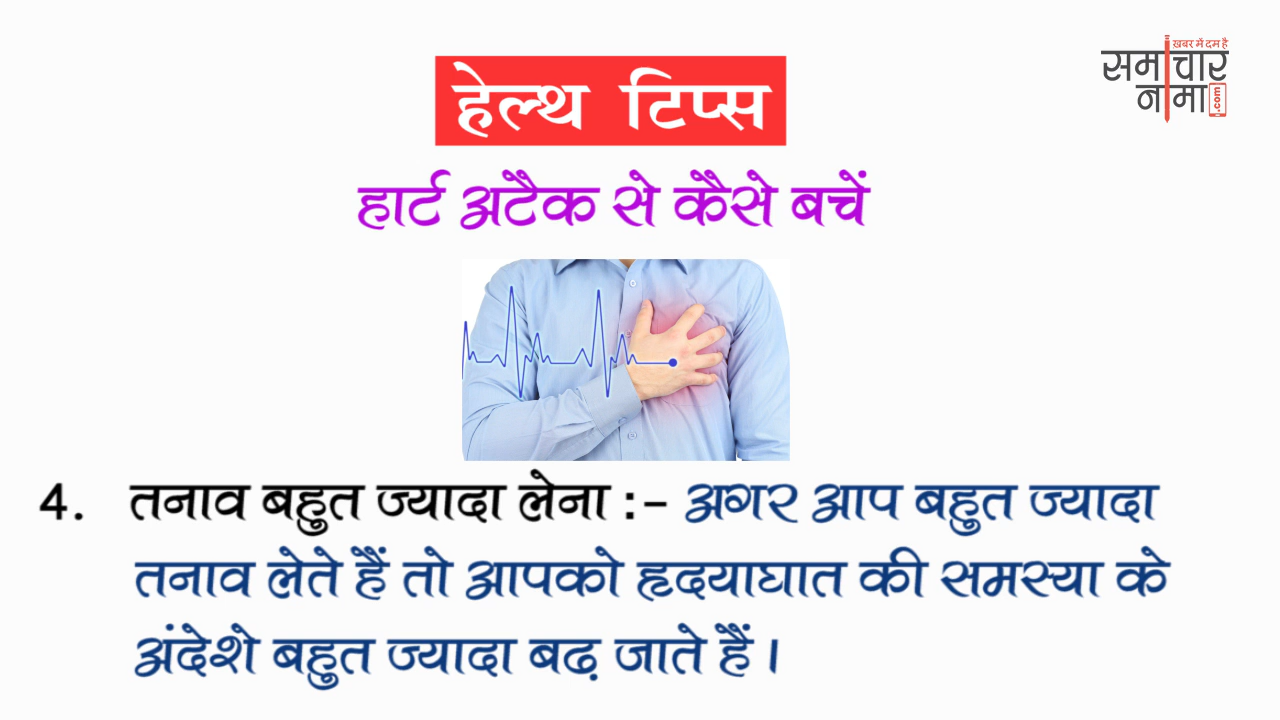 ख़बर में दम है
समाचार
नामा
.com
हेल्थ टिप्स
हार्ट अटैक से कैसे बचें
4. तनाव बहुत ज्यादा लेना :- अगर आप बहुत ज्यादा
तनाव लेते हैं तो आपको हृदयाघात की समस्या के
अंदेशे बहुत ज्यादा बढ़ जाते हैं ।